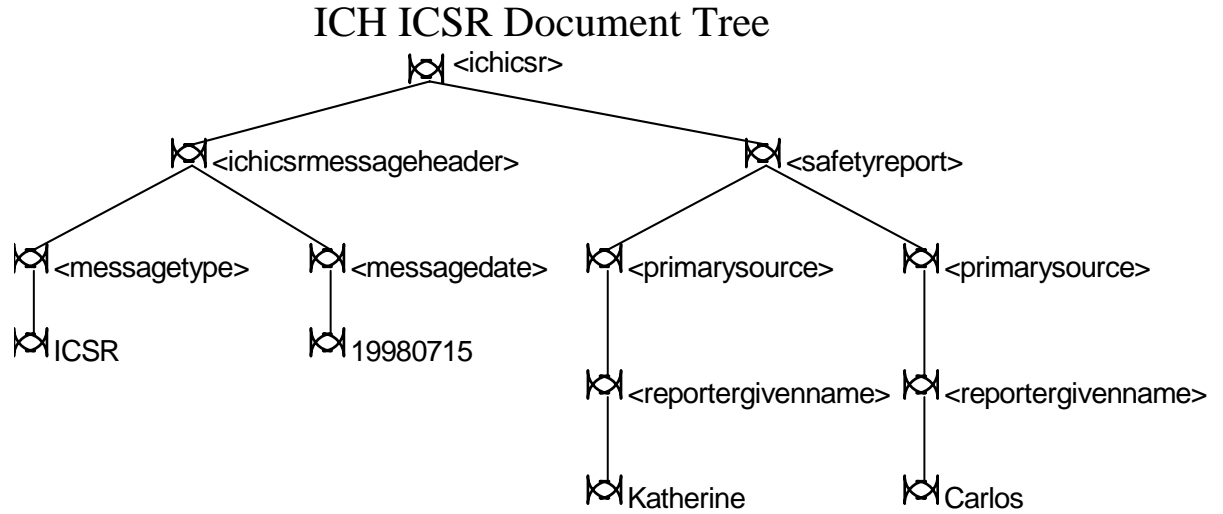 ICH ICSR Document Tree
<ichicsr>
<ichicsrmessageheader>
<safetyreport>
<messagetype>
<messagedate>
<primarysource>
<primarysource>
ICSR
19980715
<reportergivenname>
<reportergivenname>
Katherine
Carlos